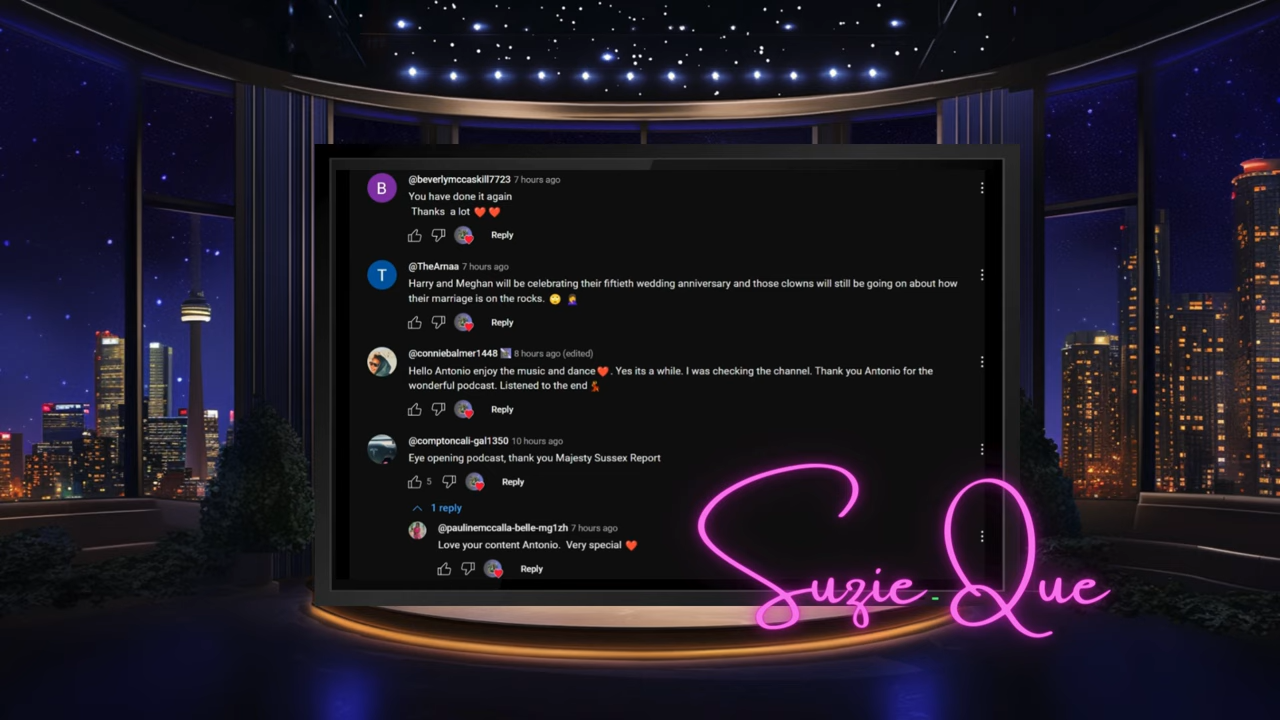 B
@beverlymccaskill7723 7 hours ago
You have done it again
Thanks a lot ❤️ ❤️
Reply
T
@TheArnaa 7 hours ago
Harry and Meghan will be celebrating their fiftieth wedding anniversary and those clowns will still be going on about how
their marriage is on the rocks. 🙄 🤦‍♀️
Reply
@conniebalmer1448 8 hours ago (edited)
Hello Antonio enjoy the music and dance❤️ . Yes its a while. I was checking the channel. Thank you Antonio for the
wonderful podcast. Listened to the end 💃
Reply
@comptoncali-gal1350 10 hours ago
Eye opening podcast, thank you Majesty Sussex Report
5 Reply
1 reply
@paulinemccalla-belle-mg1zh 7 hours ago
Love your content Antonio. Very special ❤️
Reply
Suzie Que